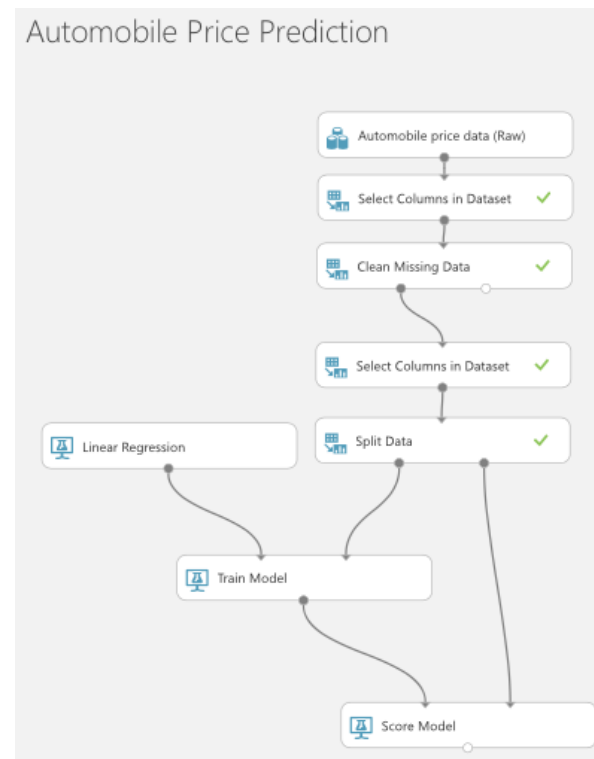 Automobile Price Prediction
Automobile price data (Raw)
Select Columns in Dataset
Clean Missing Data
Select Columns in Dataset
Split Data
Linear Regression
Train Model
Score Model